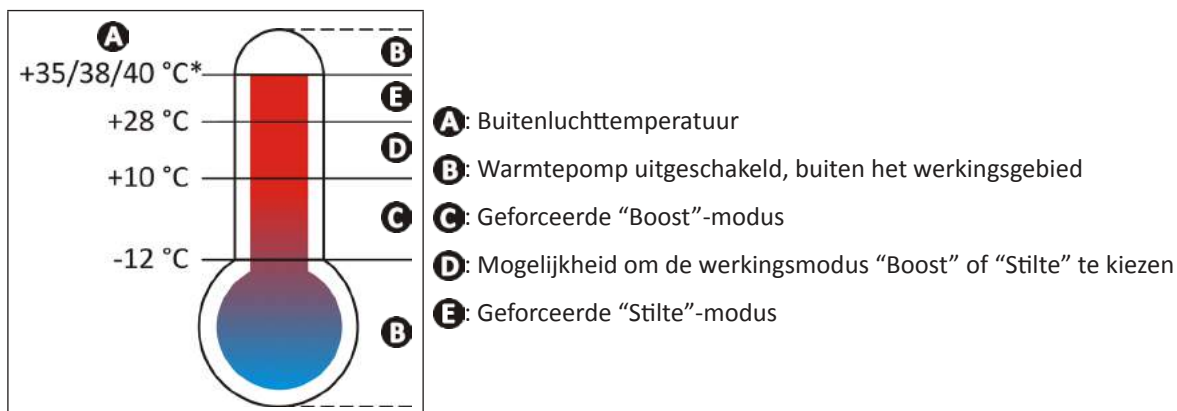 A
B
+35/38/40 °C*
E
+28 °C
D
+10 °C
C
-12 °C
B
A: Buitenluchttemperatuur
B: Warmtepomp uitgeschakeld, buiten het werkingsgebied
C: Geforceerde “Boost”-modus
D: Mogelijkheid om de werkingsmodus “Boost” of “Stilte” te kiezen
E: Geforceerde “Stilte”-modus